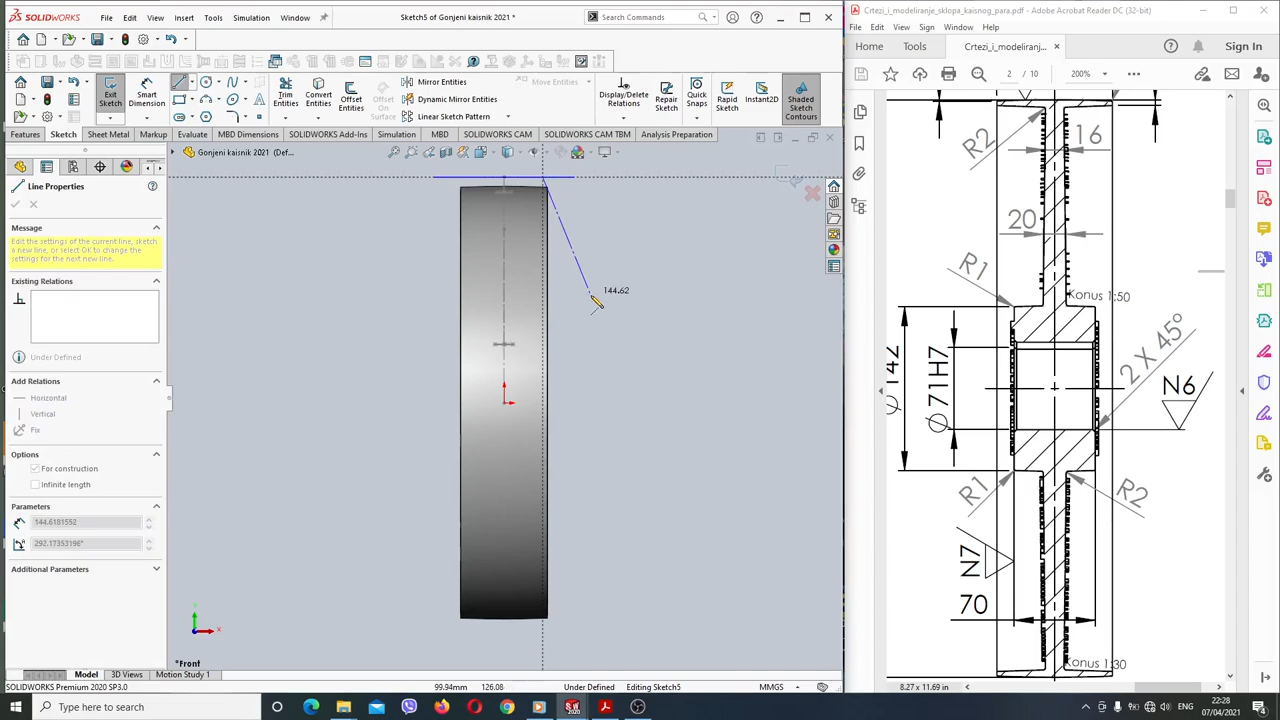 SOLIDWORKS
File
Edit
View
Insert
Tools
Simulation
Window
Sketch5 of Gonjeni kaisnik 2021 *
Search Commands
Exit Sketch
Smart Dimension
Trim Entities
Convert Entities
Offset Entities
Offset On Surface
Mirror Entities
Dynamic Mirror Entities
Linear Sketch Pattern
Move Entities
Display/Delete Relations
Repair Sketch
Quick Snaps
Rapid Sketch
Instant2D
Shaded Sketch Contours
Features
Sketch
Sheet Metal
Markup
Evaluate
MBD Dimensions
SOLIDWORKS Add-Ins
Simulation
MBD
SOLIDWORKS CAM
SOLIDWORKS CAM TBM
Analysis Preparation
Gonjeni kaisnik 2021 (Def...
Line Properties
Message
Edit the settings of the current line, sketch
a new line, or select OK to change the
settings for the next new line.
Existing Relations
Under Defined
Add Relations
Horizontal
Vertical
Fix
Options
For construction
Infinite length
Parameters
144.6181552
292.17353196°
Additional Parameters
144.62
*Front
Model
3D Views
Motion Study 1
SOLIDWORKS Premium 2020 SP3.0
99.94mm
126.08
Under Defined
Editing Sketch5
MMGS
Crtezi_i_modeliranje_sklopa_kaisnog_para.pdf - Adobe Acrobat Reader DC (32-bit)
File
Edit
View
Sign
Window
Help
Home
Tools
Crtezi_i_modeliranj...
Sign In
2
/ 10
200%
R2
16
20
R1
Konus 1:50
142
Ø 71H7
2 X 45°
N6
R1
R2
N7
70
Konus 1:30
8.27 x 11.69 in
Type here to search
22:28
07/04/2021